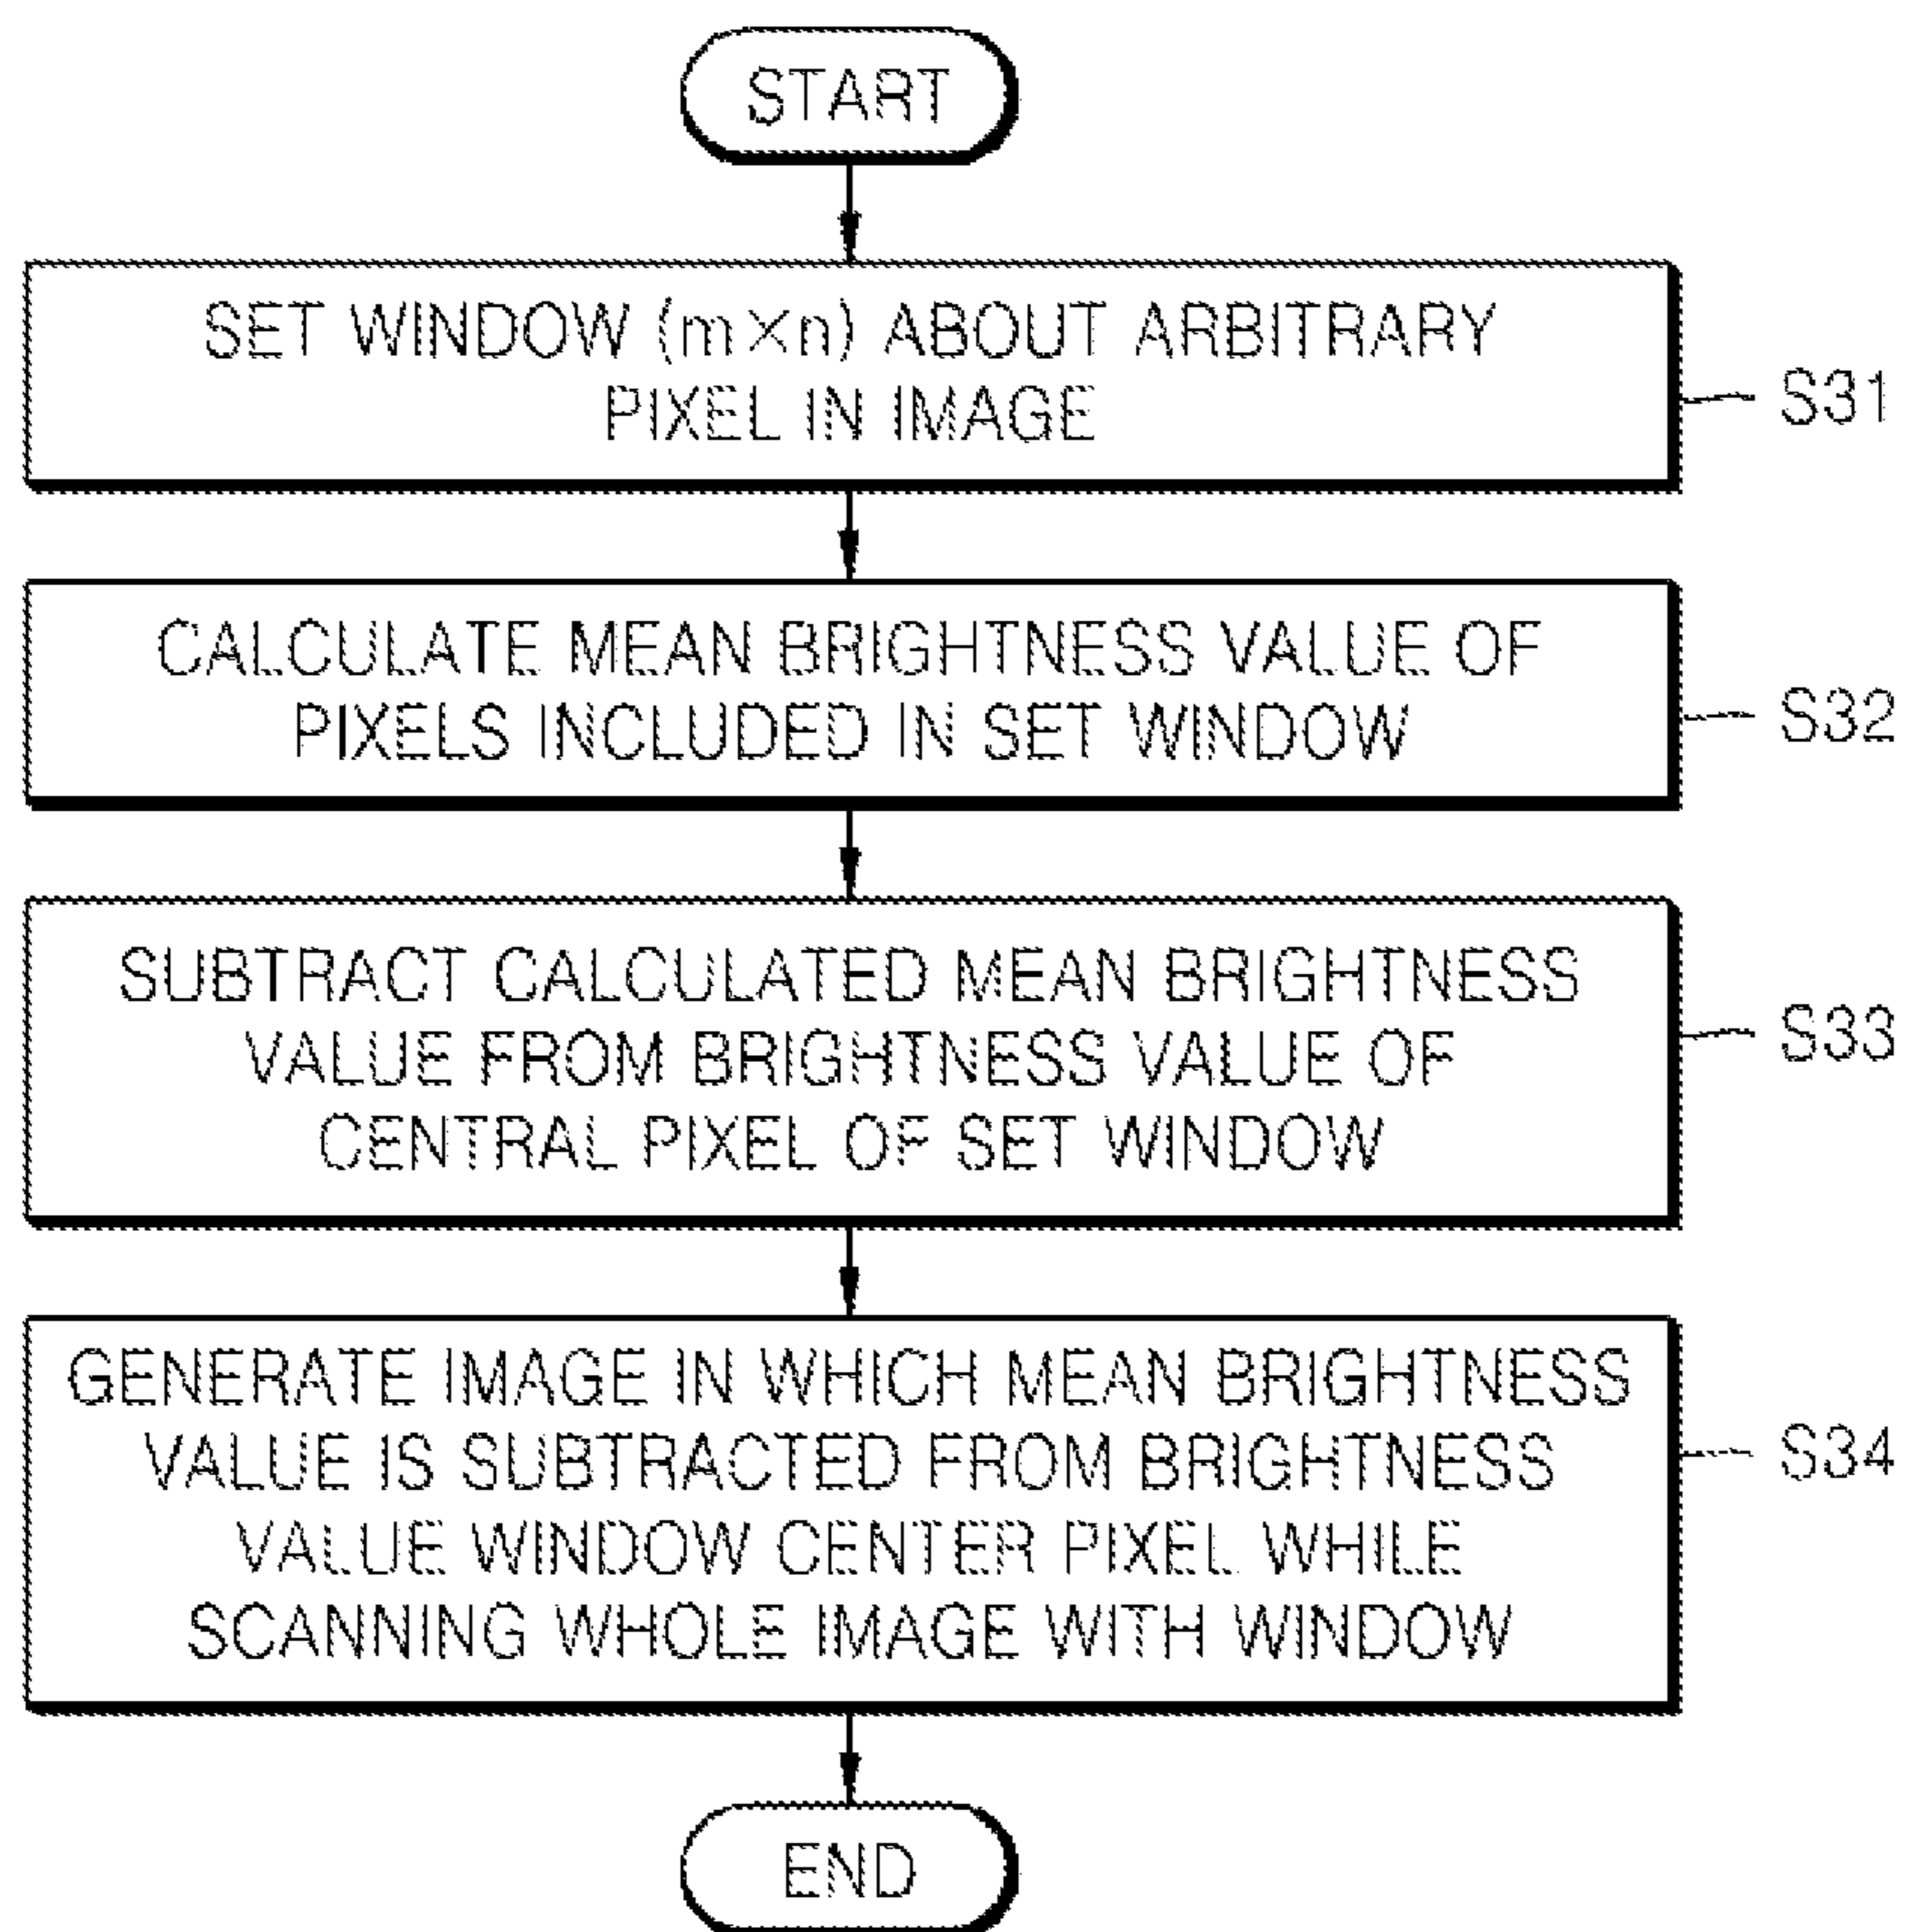 START
SET WINDOW (m×n) ABOUT ARBITRARY
PIXEL IN IMAGE
S31
CALCULATE MEAN BRIGHTNESS VALUE OF
PIXELS INCLUDED IN SET WINDOW
S32
SUBTRACT CALCULATED MEAN BRIGHTNESS
VALUE FROM BRIGHTNESS VALUE OF
CENTRAL PIXEL OF SET WINDOW
S33
GENERATE IMAGE IN WHICH MEAN BRIGHTNESS
VALUE IS SUBTRACTED FROM BRIGHTNESS
VALUE WINDOW CENTER PIXEL WHILE
SCANNING WHOLE IMAGE WITH WINDOW
S34
END